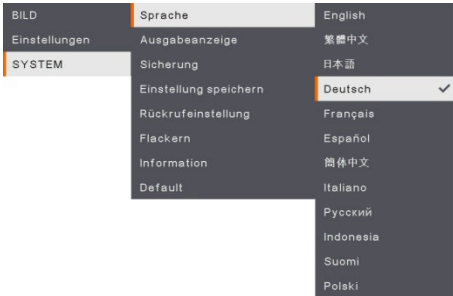 BILD
Einstellungen
SYSTEM
Sprache
Ausgabeanzeige
Sicherung
Einstellung speichern
Rückrufeinstellung
Flackern
Information
Default
English
繁體中文
日本語
Deutsch
Français
Español
简体中文
Italiano
Русский
Indonesia
Suomi
Polski